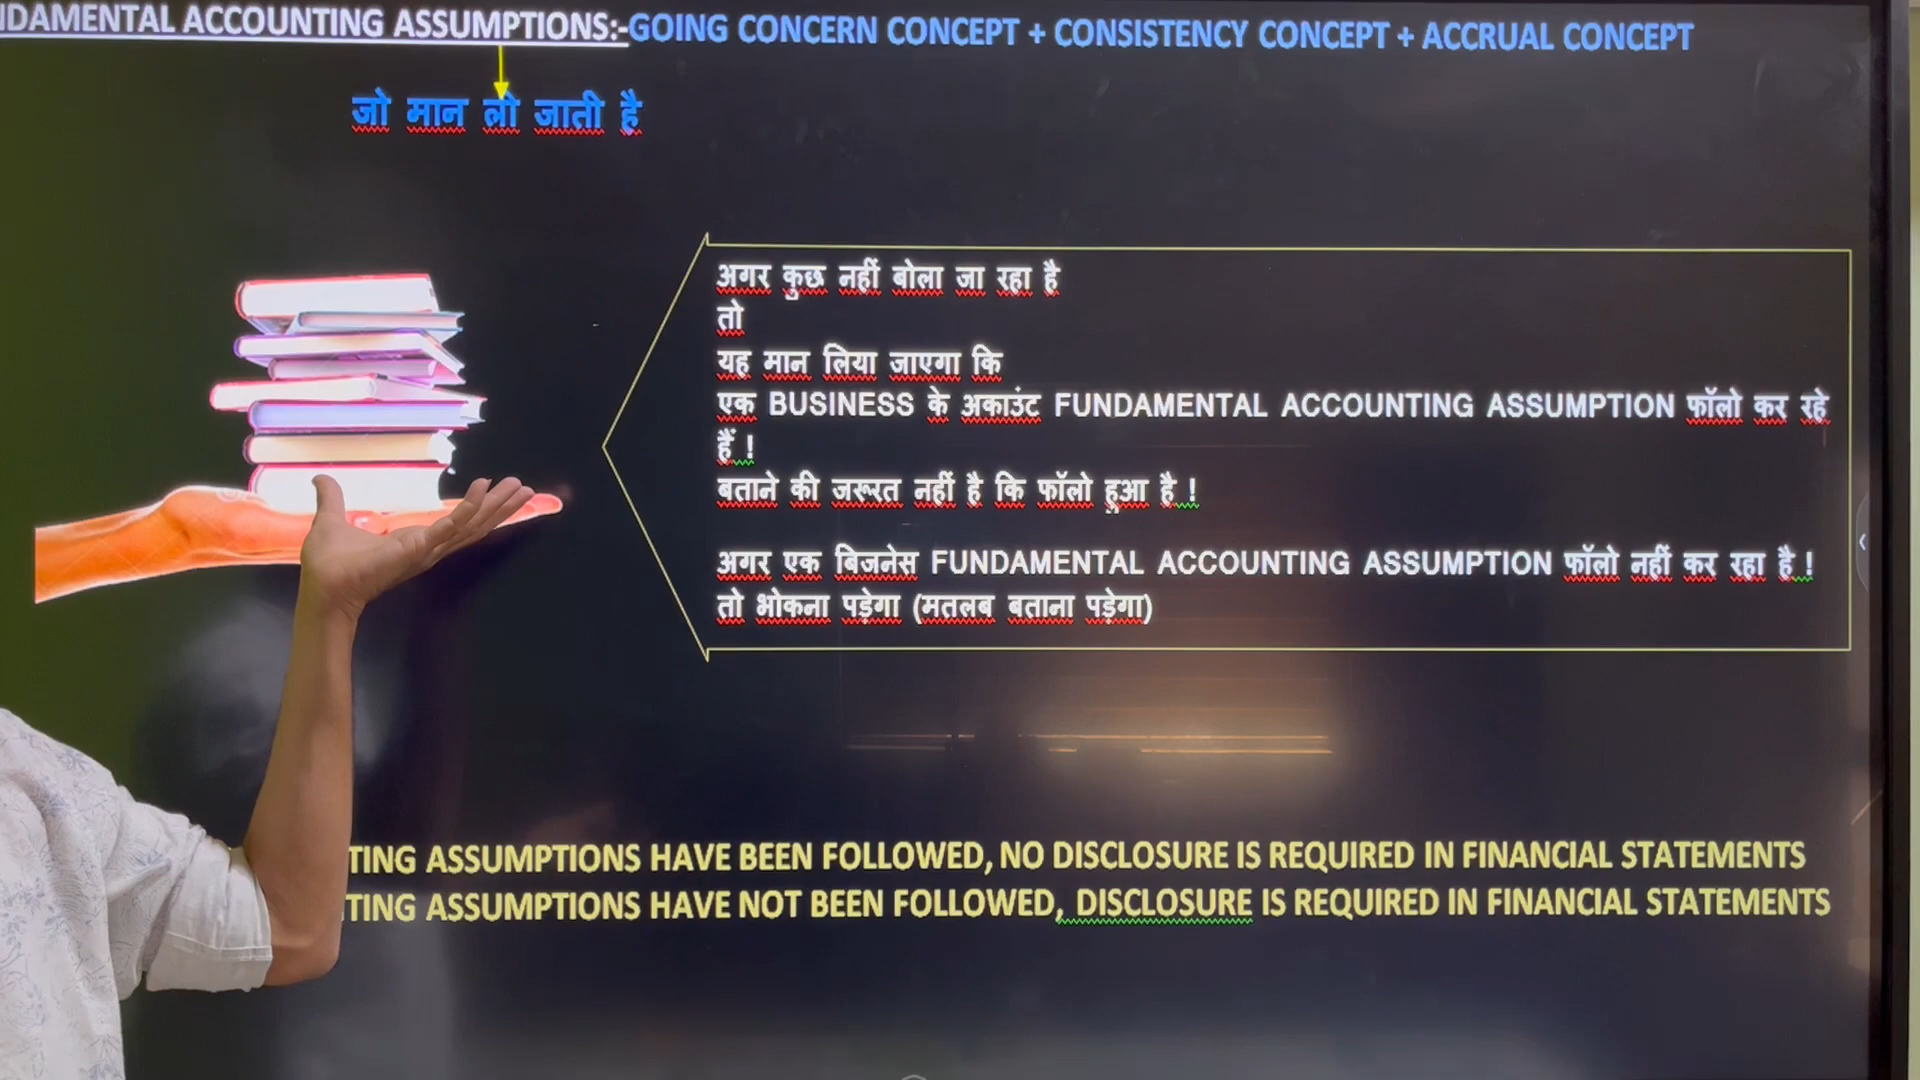 FUNDAMENTAL ACCOUNTING ASSUMPTIONS:-GOING CONCERN CONCEPT + CONSISTENCY CONCEPT + ACCRUAL CONCEPT
जो मान लो जाती है
अगर कुछ नहीं बोला जा रहा है
तो
यह मान लिया जाएगा कि
एक BUSINESS के अकाउंट FUNDAMENTAL ACCOUNTING ASSUMPTION फॉलो कर रहे
हैं !
बताने की जरूरत नहीं है कि फॉलो हुआ है !
अगर एक बिजनेस FUNDAMENTAL ACCOUNTING ASSUMPTION फॉलो नहीं कर रहा है !
तो भोकना पड़ेगा (मतलब बताना पड़ेगा)
ASSUMPTIONS HAVE BEEN FOLLOWED, NO DISCLOSURE IS REQUIRED IN FINANCIAL STATEMENTS
ASSUMPTIONS HAVE NOT BEEN FOLLOWED, DISCLOSURE IS REQUIRED IN FINANCIAL STATEMENTS